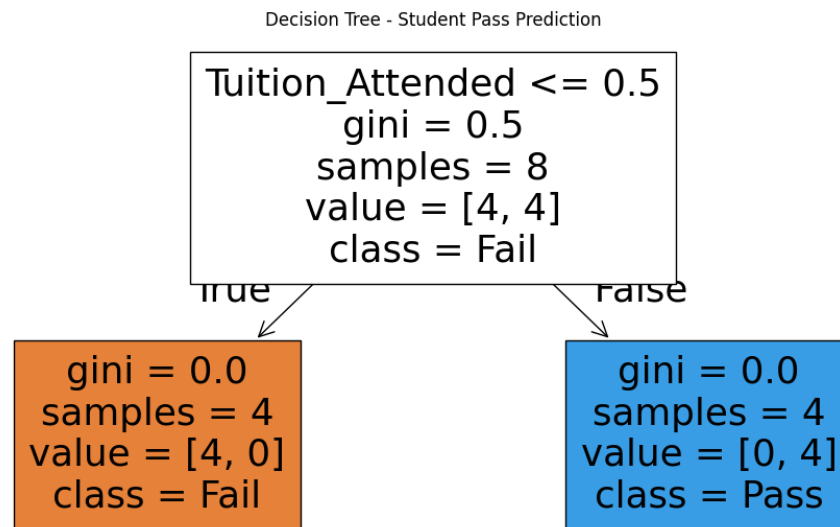 Decision Tree - Student Pass Prediction
Tuition_Attended <= 0.5
gini = 0.5
samples = 8
value = [4, 4]
class = Fail
True
False
gini = 0.0
samples = 4
value = [4, 0]
class = Fail
gini = 0.0
samples = 4
value = [0, 4]
class = Pass